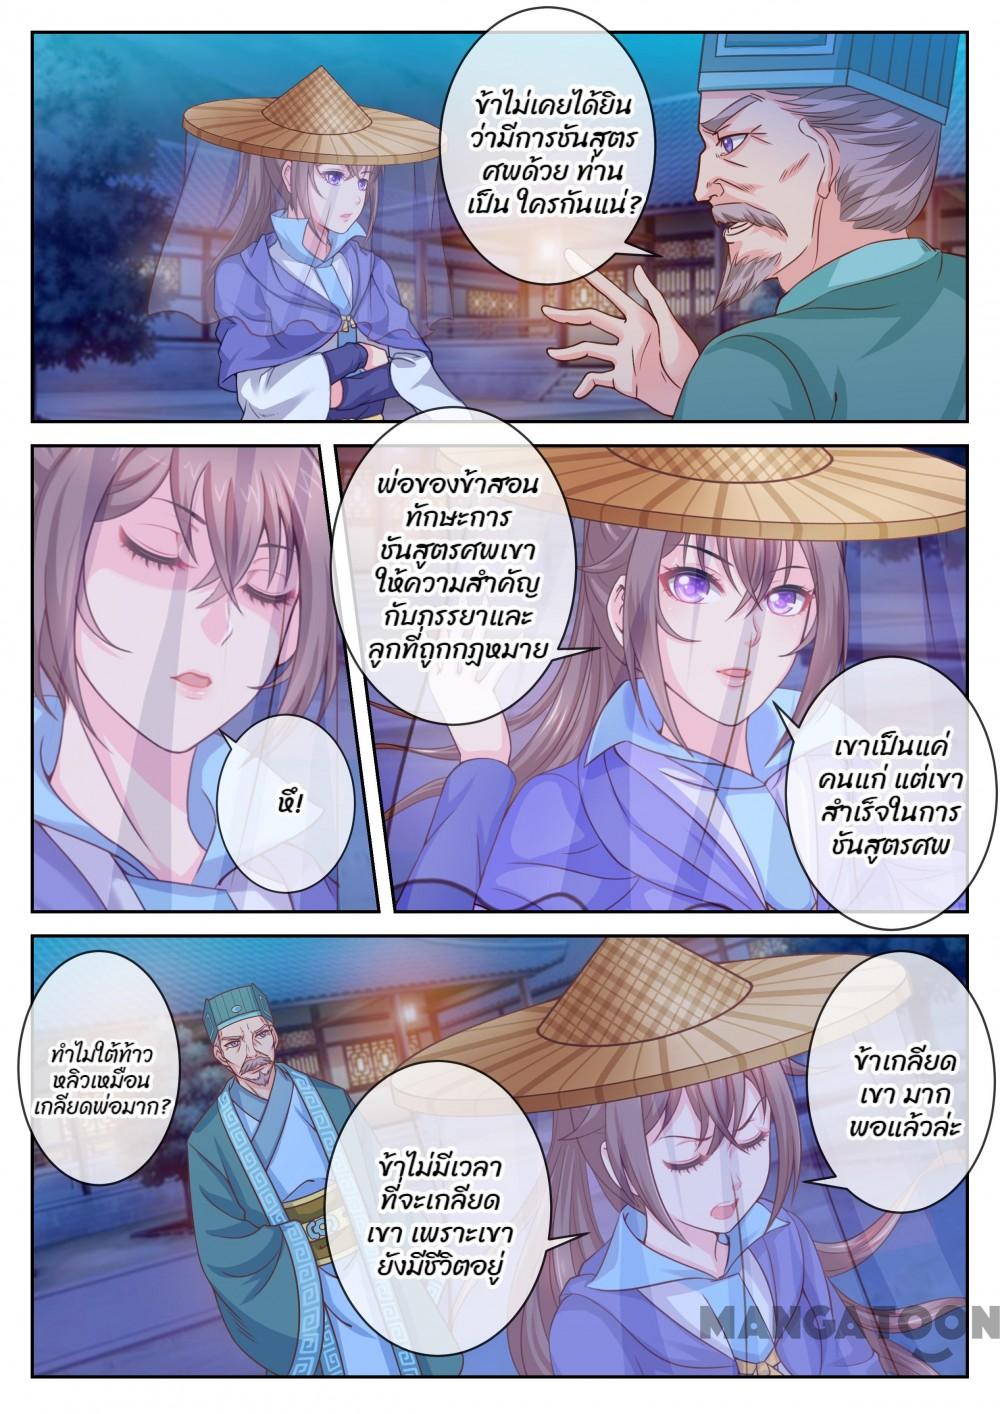 ข้าไม่เคยได้ยิน
ว่ามีการชันสูตร
ศพด้วย ท่าน
เป็น ใครกันแน่?
พ่อของข้าสอน
ทักษะการ
ชันสูตรศพเขา
ให้ความสำคัญ
กับภรรยาและ
ลูกที่ถูกกฎหมาย
เขาเป็นแค่
คนแก่ แต่เขา
สำเร็จในการ
ชันสูตรศพ
หึ!
ทำไมใต้ท้าว
หลิวเหมือน
เกลียดพ่อมาก?
ข้าเกลียด
เขา มาก
พอแล้วล่ะ
ข้าไม่มีเวลา
ที่จะเกลียด
เขา เพราะเขา
ยังมีชีวิตอยู่
MANGATOON